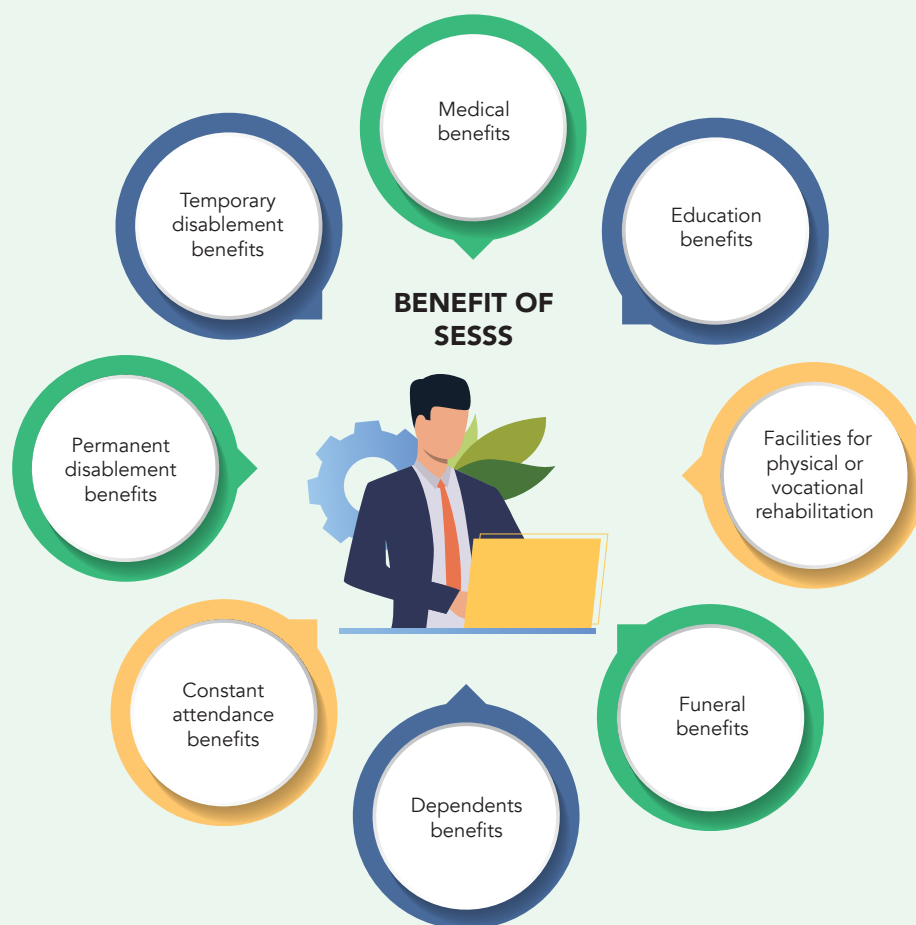 BENEFIT OF
SESSS
Medical
benefits
Education
benefits
Facilities for
physical or
vocational
rehabilitation
Funeral
benefits
Dependents
benefits
Constant
attendance
benefits
Permanent
disablement
benefits
Temporary
disablement
benefits